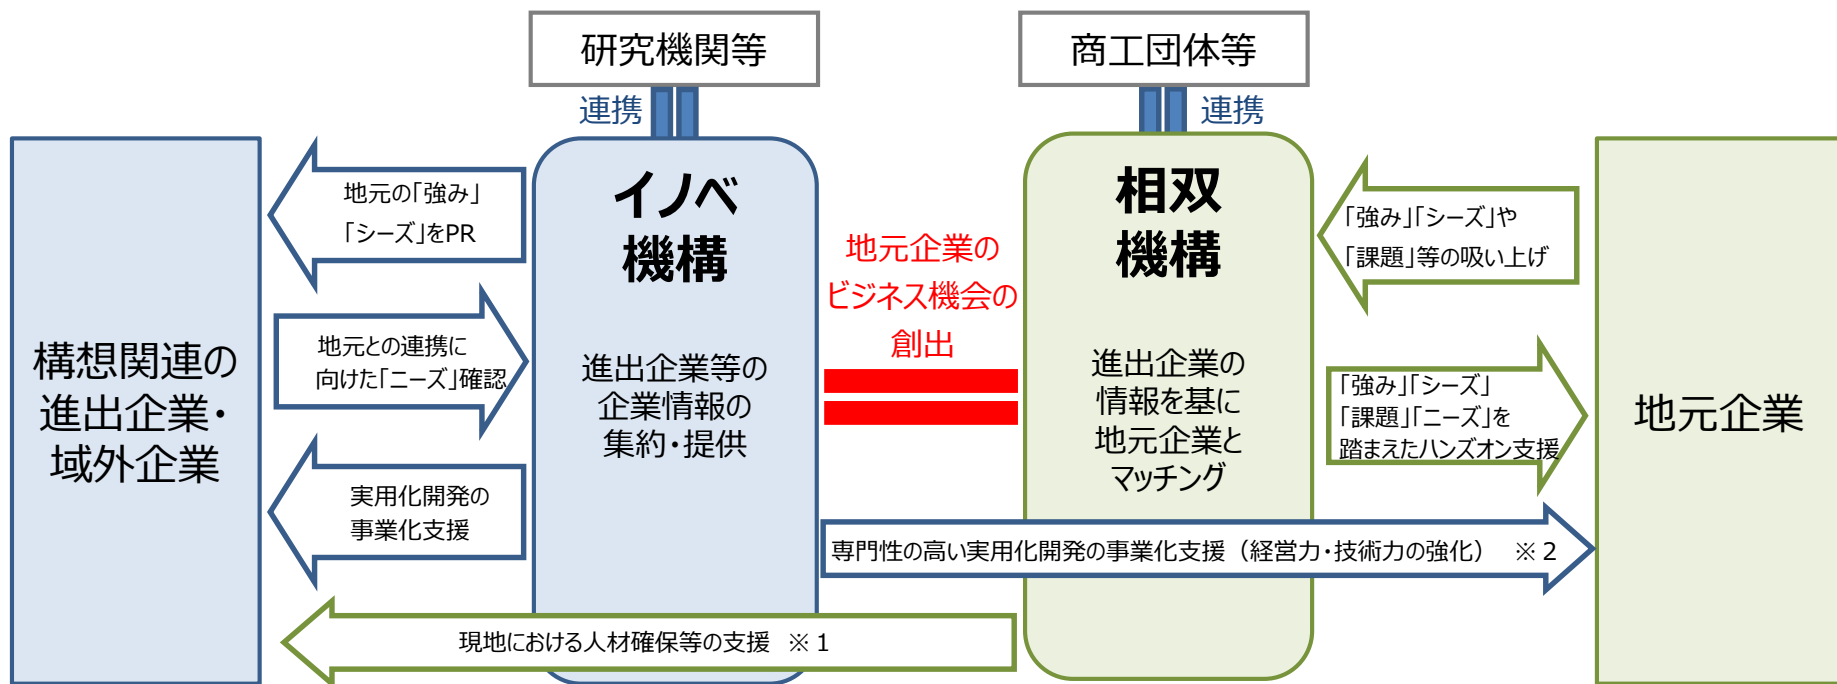 研究機関等
商工団体等
連携
連携
構想関連の
進出企業・
域外企業
地元の「強み」
「シーズ」をPR
地元との連携に
向けた「ニーズ」確認
実用化開発の
事業化支援
イノベ
機構
進出企業等の
企業情報の
集約・提供
地元企業の
ビジネス機会の
創出
相双
機構
進出企業の
情報を基に
地元企業と
マッチング
「強み」「シーズ」や
「課題」等の吸い上げ
「強み」「シーズ」
「課題」「ニーズ」を
踏まえたハンズオン支援
地元企業
専門性の高い実用化開発の事業化支援（経営力・技術力の強化）　※２
現地における人材確保等の支援　※１